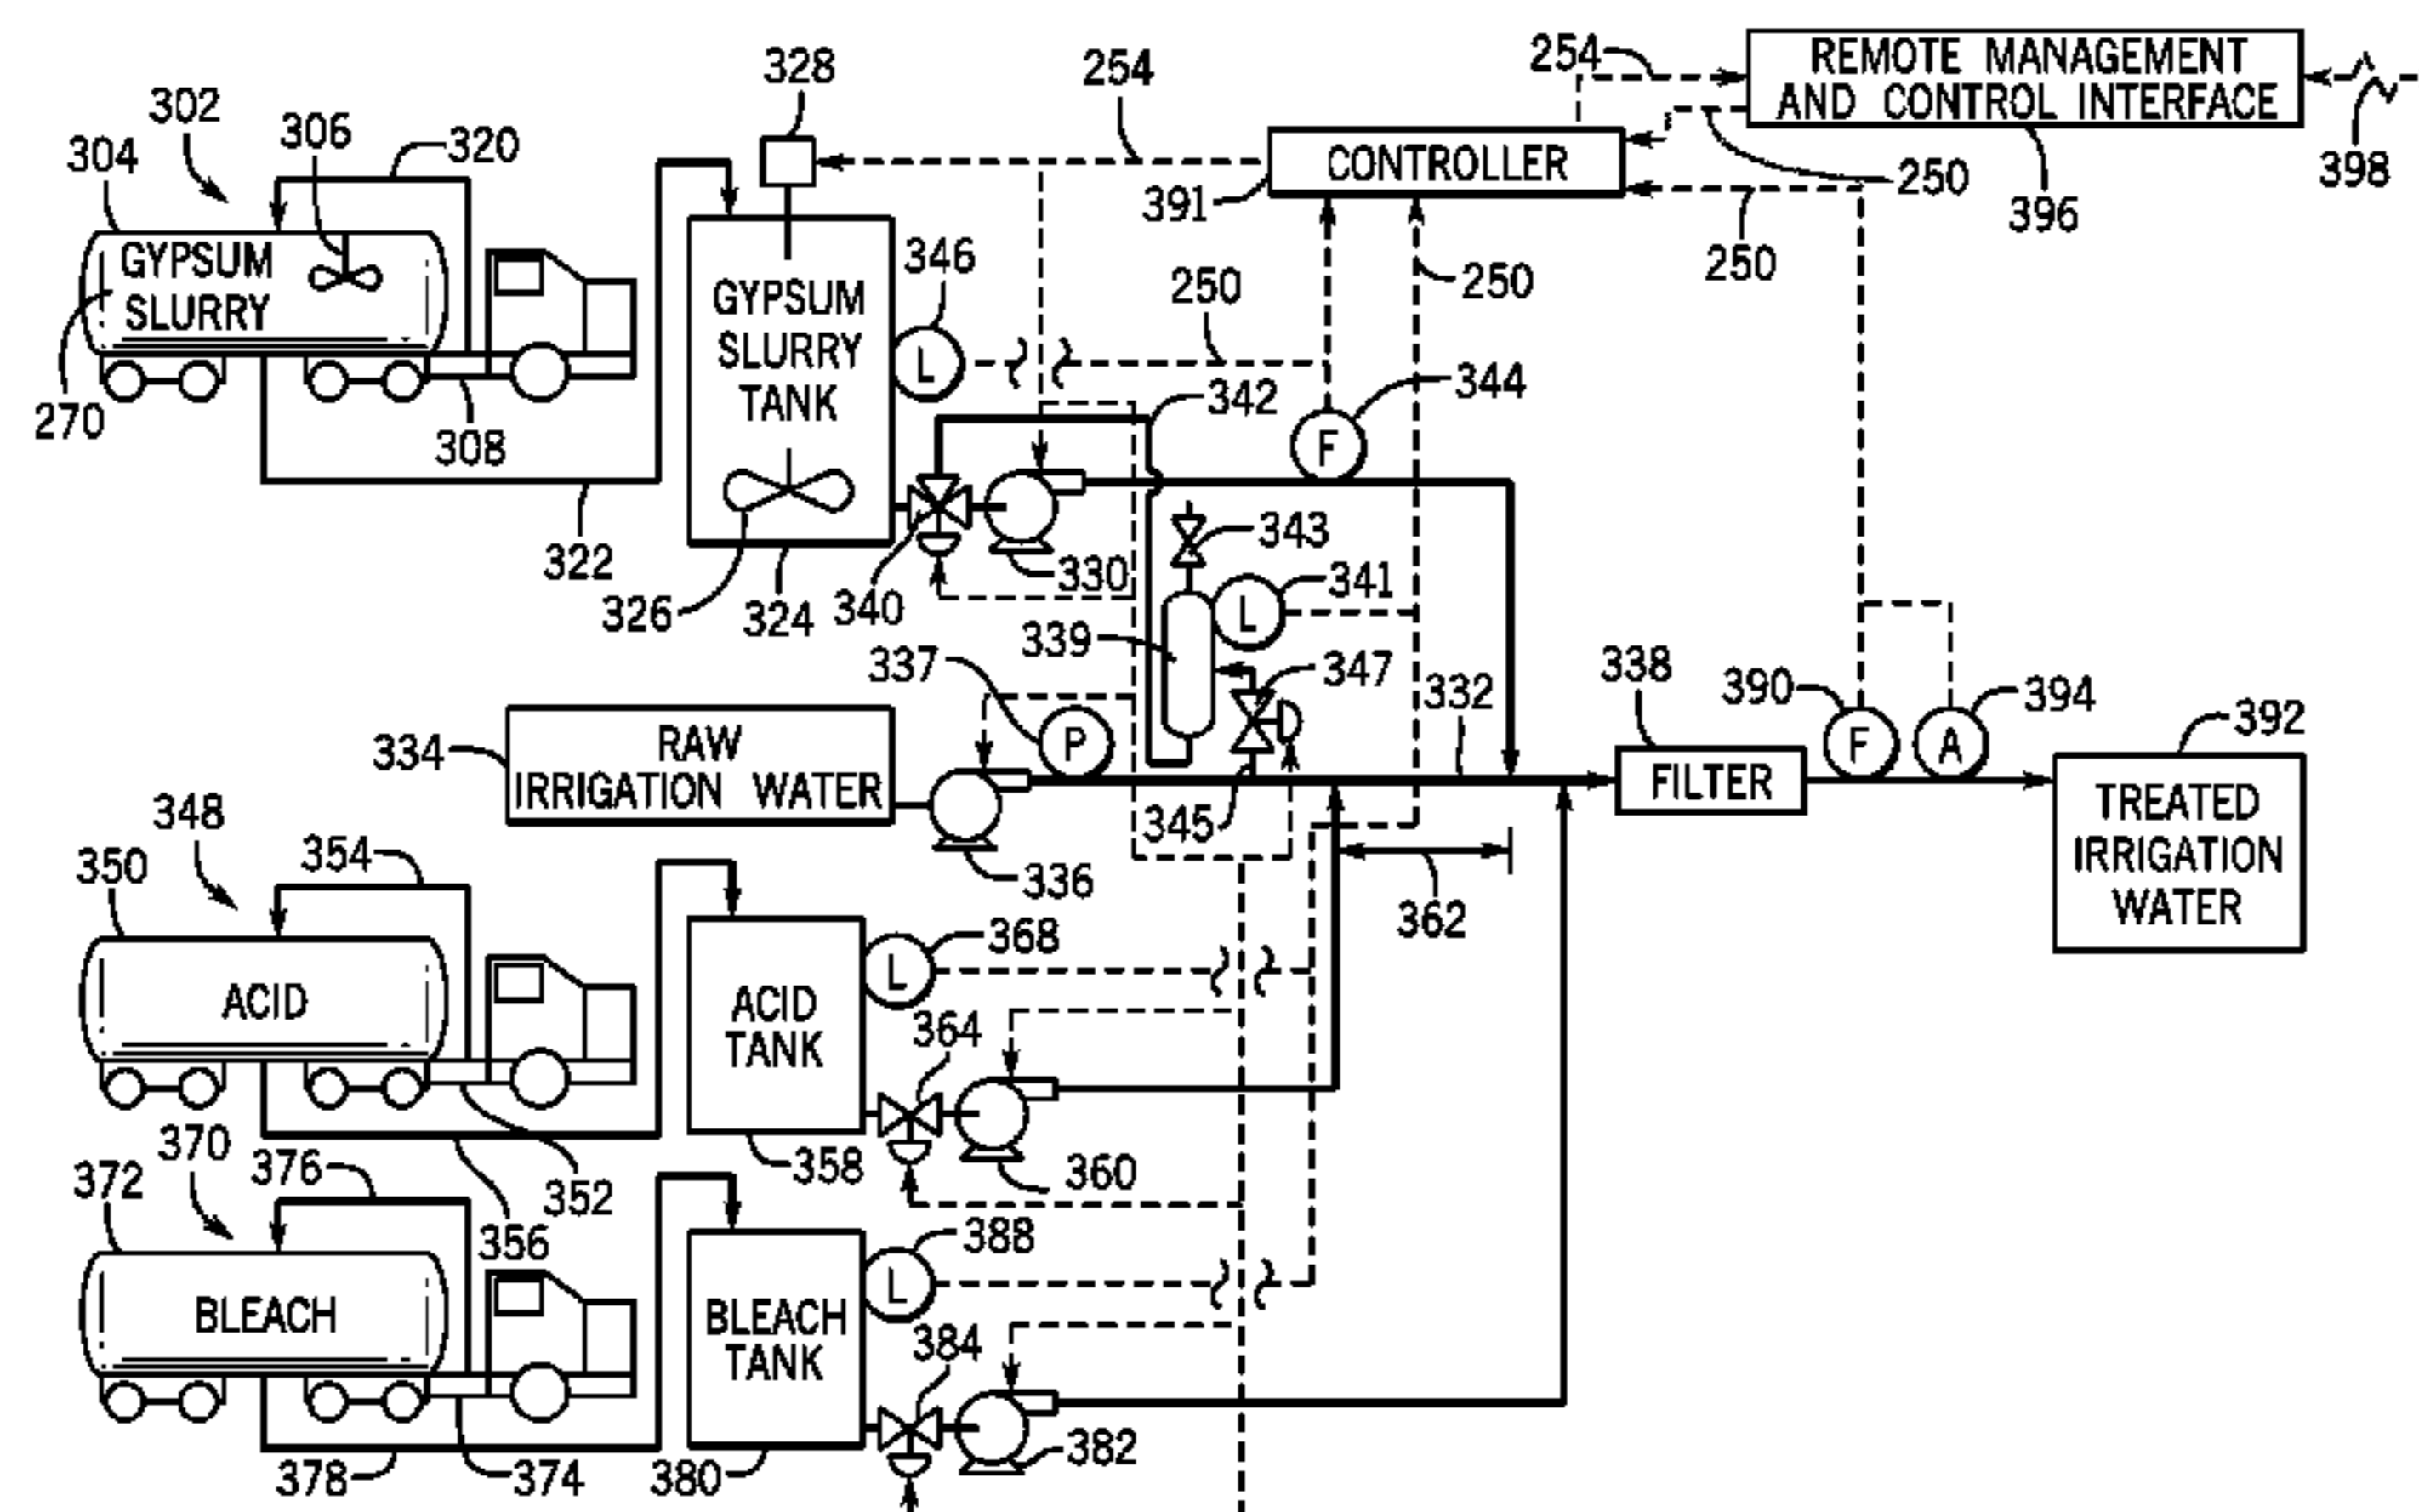 328
254
254
REMOTE MANAGEMENT
AND CONTROL INTERFACE
302
306
320
304
CONTROLLER
250
398
391
396
GYPSUM
SLURRY
346
GYPSUM
SLURRY
TANK
250
250
250
L
342
344
270
308
F
322
343
330
341
326
324
340
L
339
337
347
332
338
390
394
392
334
RAW
IRRIGATION WATER
P
F
A
FILTER
TREATED
IRRIGATION
WATER
348
345
350
354
336
362
368
L
ACID
ACID
TANK
364
370
358
360
372
376
352
356
388
L
BLEACH
BLEACH
TANK
384
378
374
380
382